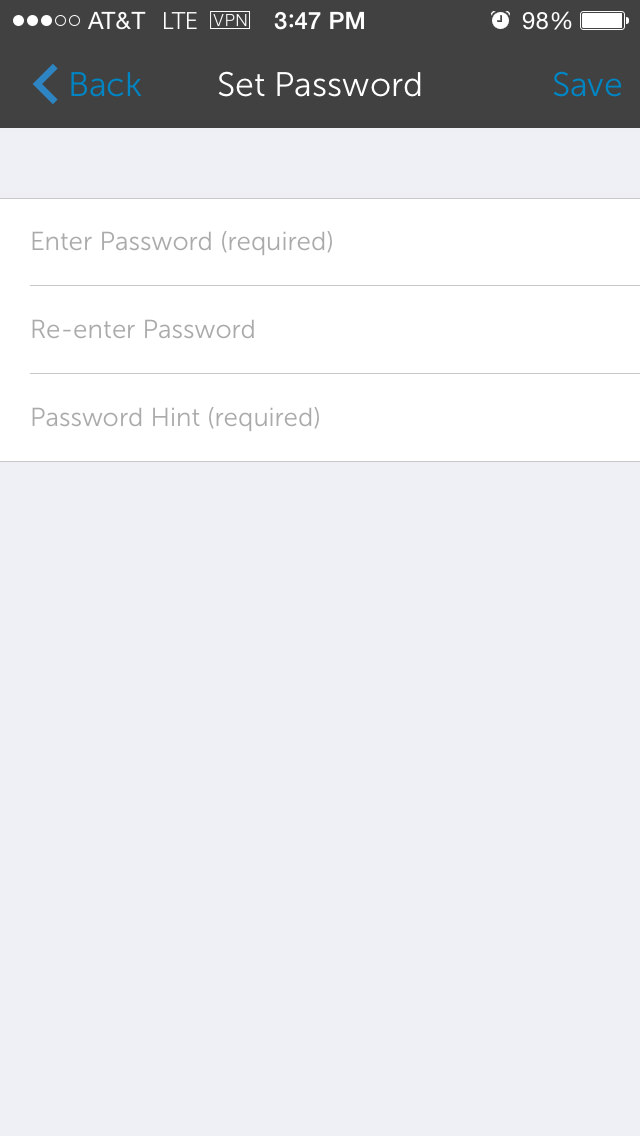 AT&T LTE VPN 3:47 PM 98%
Back Set Password Save
Enter Password (required)
Re-enter Password
Password Hint (required)